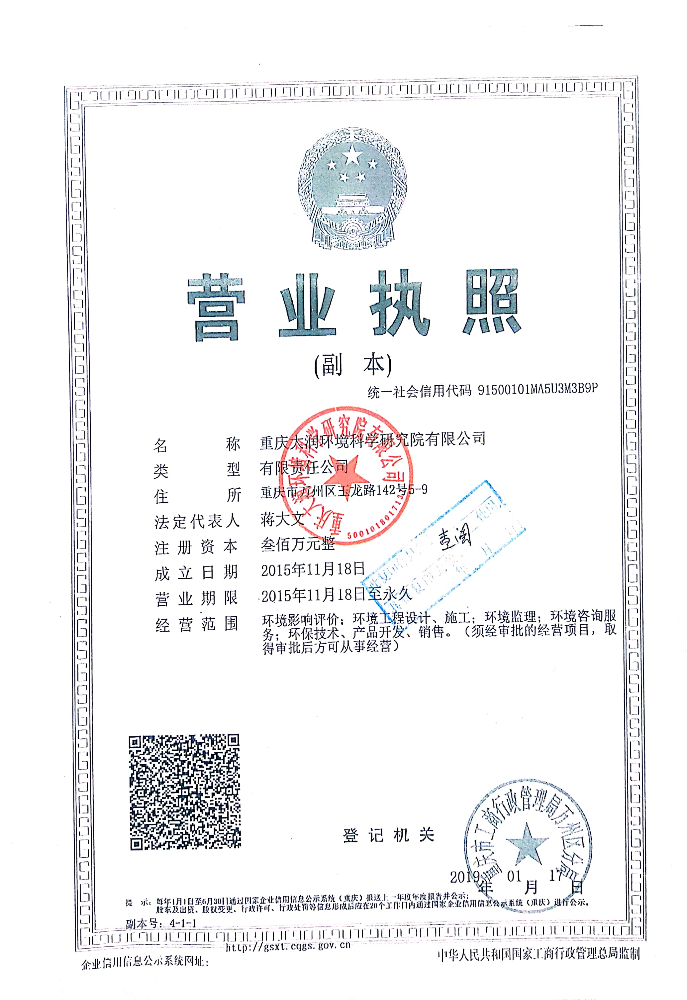 营业执照
(副 本)
统一社会信用代码 91500101MA5U3M3B9P
名 称 重庆大润环境科学研究院有限公司
类 型 有限责任公司
住 所 重庆市万州区玉龙路142号5-9
法定代表人 蒋大文
注册资本 叁佰万元整
成立日期 2015年11月18日
营业期限 2015年11月18日至永久
经营范围 环境影响评价；环境工程设计、施工；环境监理；环境咨询服
务；环保技术、产品开发、销售。（须经审批的经营项目，取
得审批后方可从事经营）
重庆大润环境科学研究院有限公司
查阅
登记机关
重庆市工商行政管理局万州区分局
2019年 01月 17日
提 示：每年1月1日至6月30日通过国家企业信用信息公示系统（重庆）报送上一年度年度报告并公示；
股东及出资、股权变更、行政许可、行政处罚等信息形成后应在20个工作日内通过国家企业信用信息公示系统（重庆）进行公示。
副本号：4-1-1
http://gsxt.cqgs.gov.cn
企业信用信息公示系统网址：
中华人民共和国国家工商行政管理总局监制